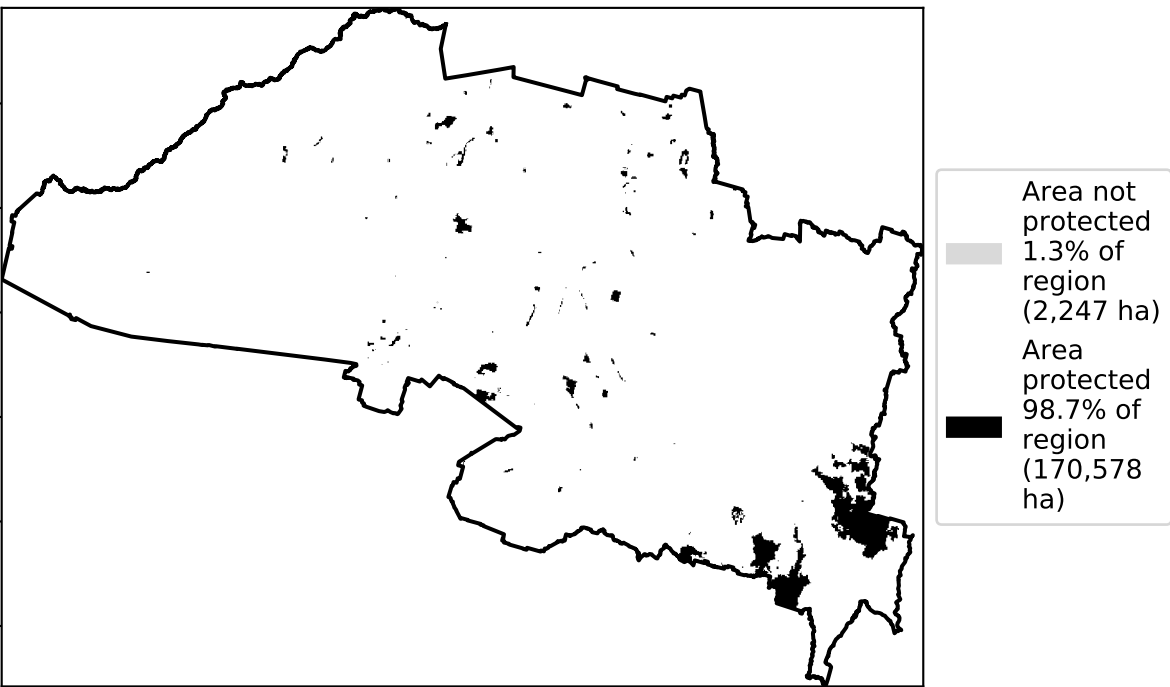 Area not
protected
1.3% of
region
(2,247 ha)
Area
protected
98.7% of
region
(170,578
ha)